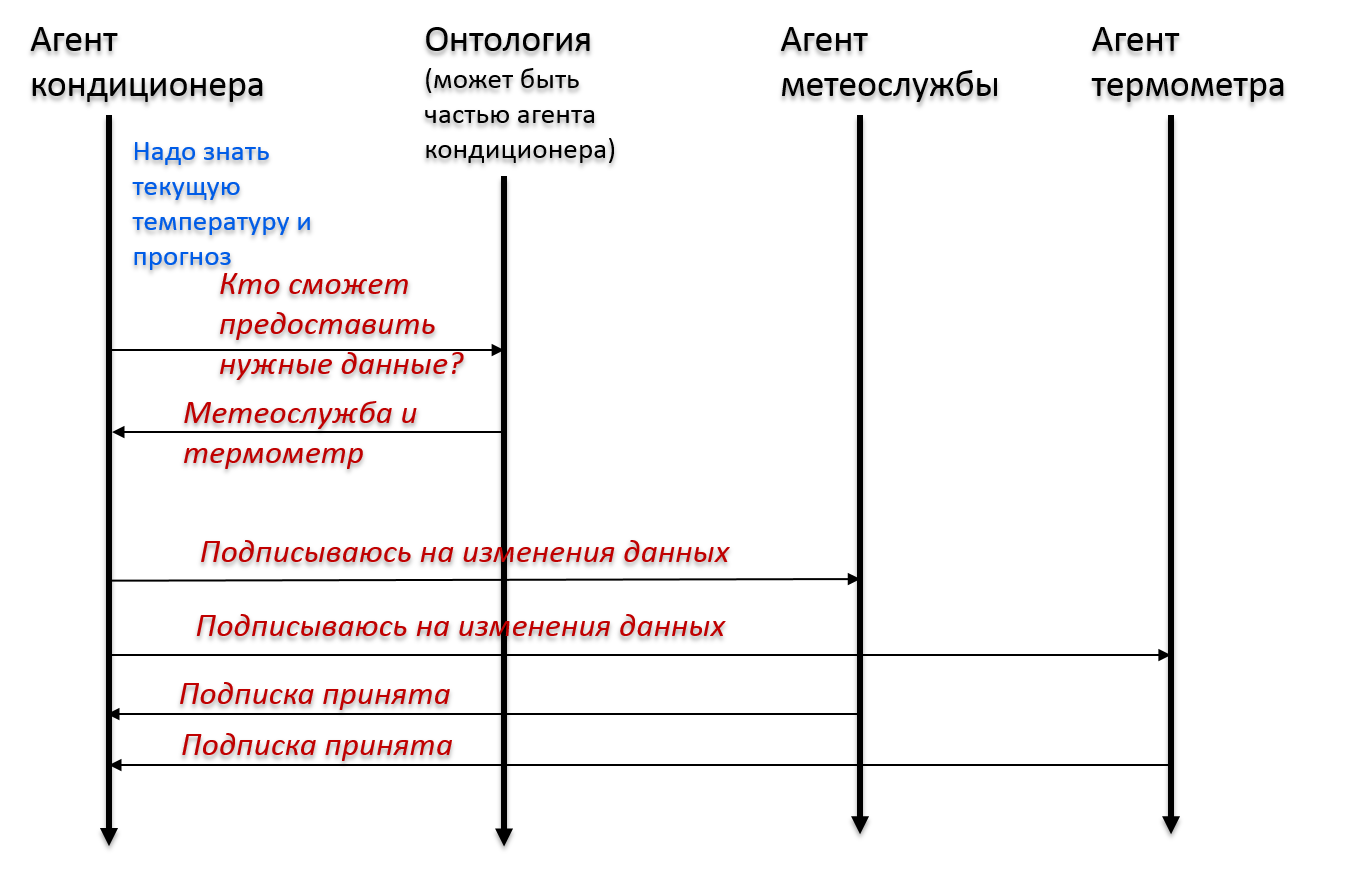 Агент
кондиционера
Онтология
(может быть
частью агента
кондиционера)
Агент
метеослужбы
Агент
термометра
Надо знать
текущую
температуру и
прогноз
Кто сможет
предоставить
нужные данные?
Метеослужба и
термометр
Подписываюсь на изменения данных
Подписываюсь на изменения данных
Подписка принята
Подписка принята